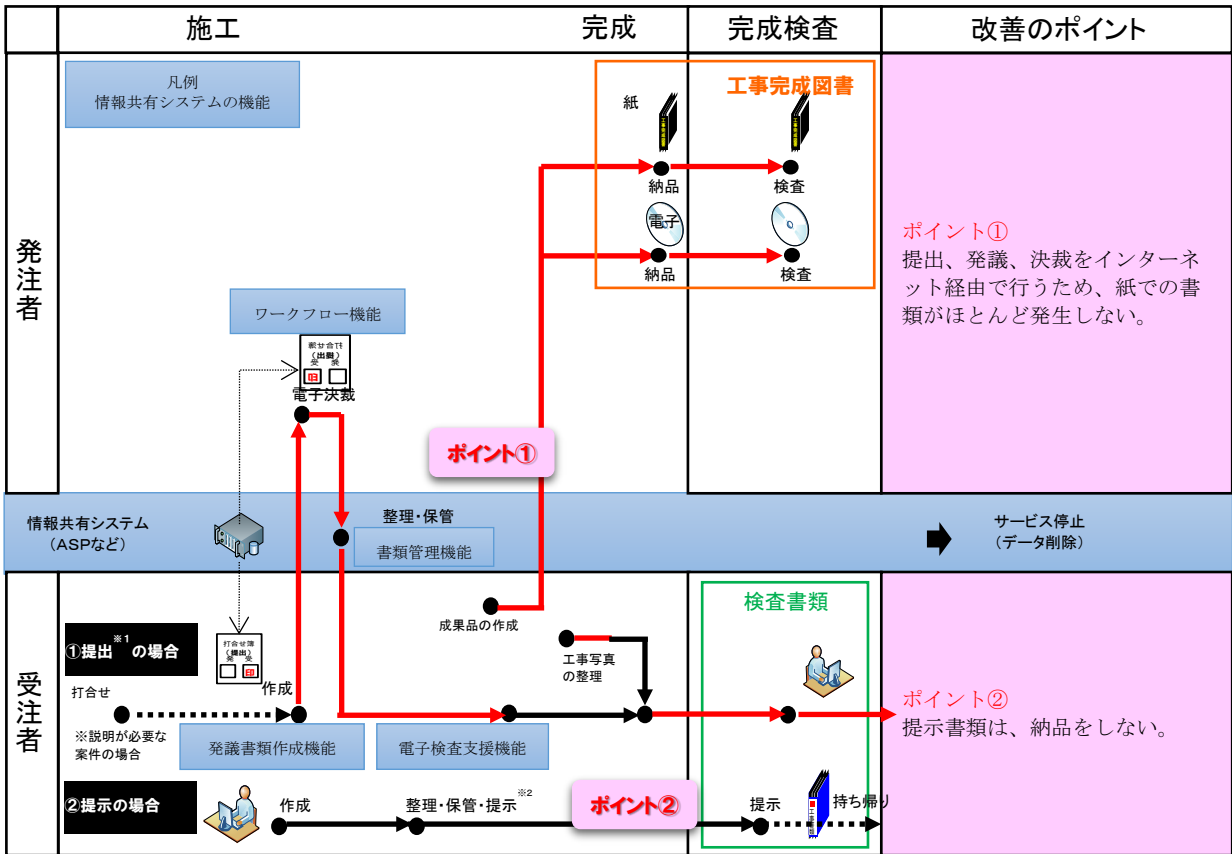 施工
完成
完成検査
改善のポイント
発注者
凡例
情報共有システムの機能
工事完成図書
紙
納品
検査
電子
納品
検査
ワークフロー機能
電子決裁
ポイント①
ポイント①
提出、発議、決裁をインターネ
ット経由で行うため、紙での書
類がほとんど発生しない。
情報共有システム
(ASPなど)
整理・保管
書類管理機能
サービス停止
(データ削除)
受注者
①提出※1の場合
打合せ簿
(提出)
発 受
印
作成
打合せ
※説明が必要な
案件の場合
発議書類作成機能
電子検査支援機能
成果品の作成
工事写真
の整理
検査書類
ポイント②
提示書類は、納品をしない。
②提示の場合
作成
整理・保管・提示※2
ポイント②
提示
持ち帰り